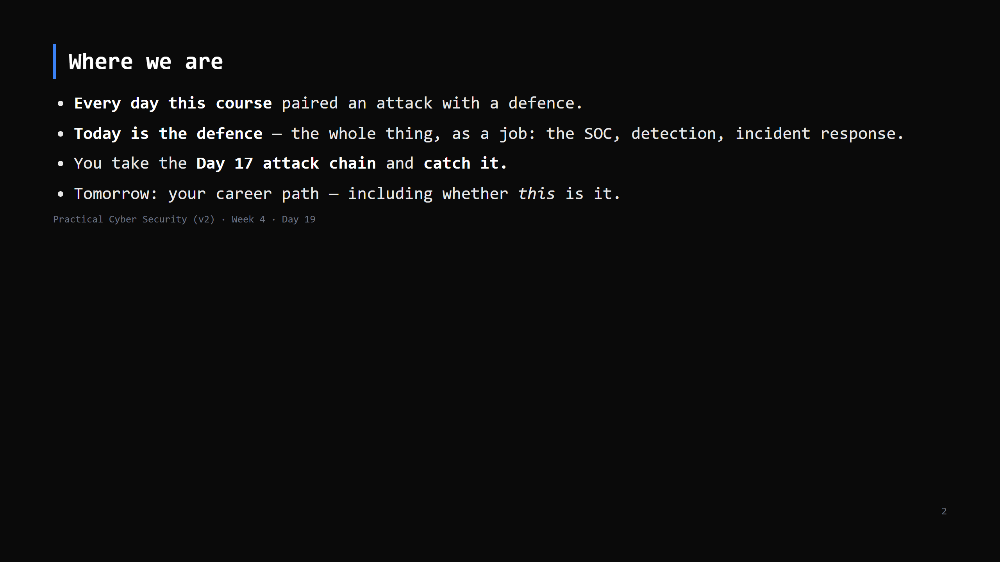 Where we are
• Every day this course paired an attack with a defence.
• Today is the defence — the whole thing, as a job: the SOC, detection, incident response.
• You take the Day 17 attack chain and catch it.
• Tomorrow: your career path — including whether this is it.
Practical Cyber Security (v2) · Week 4 · Day 19
2